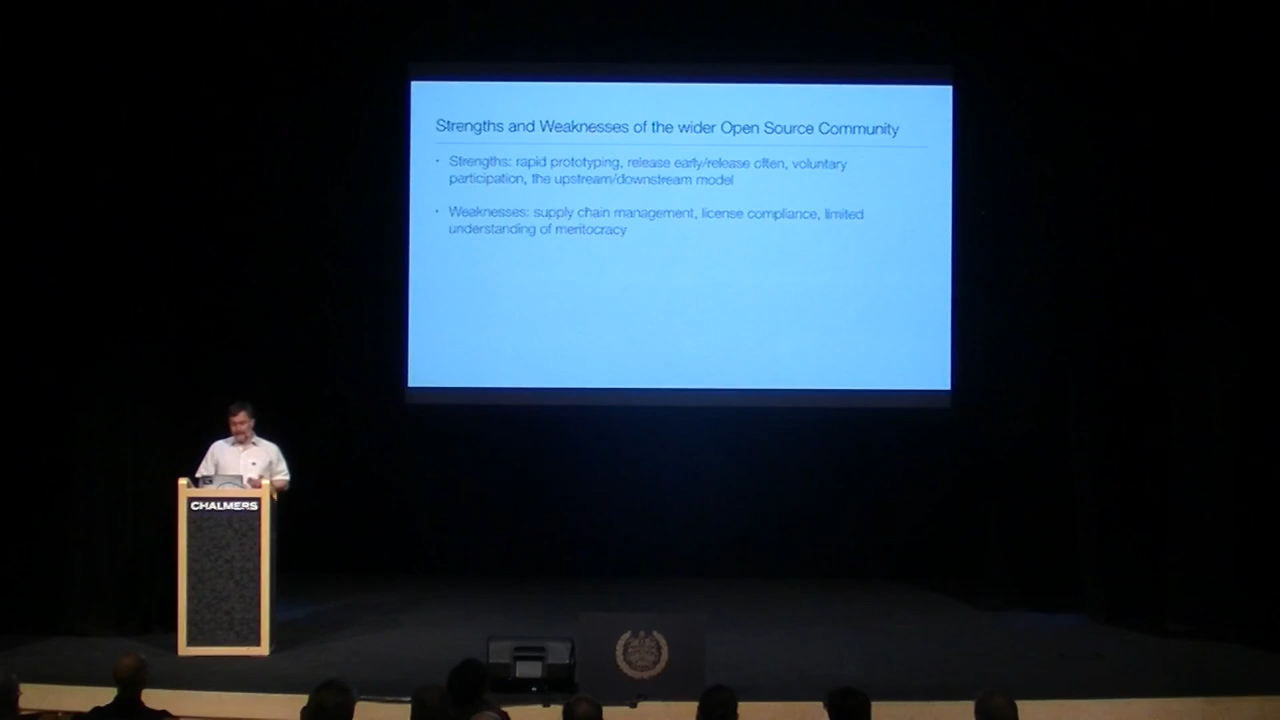 Strengths and Weaknesses of the wider Open Source Community
• Strengths: rapid prototyping, release early/release often, voluntary
participation, the upstream/downstream model
• Weaknesses: supply chain management, license compliance, limited
understanding of meritocracy
CHALMERS